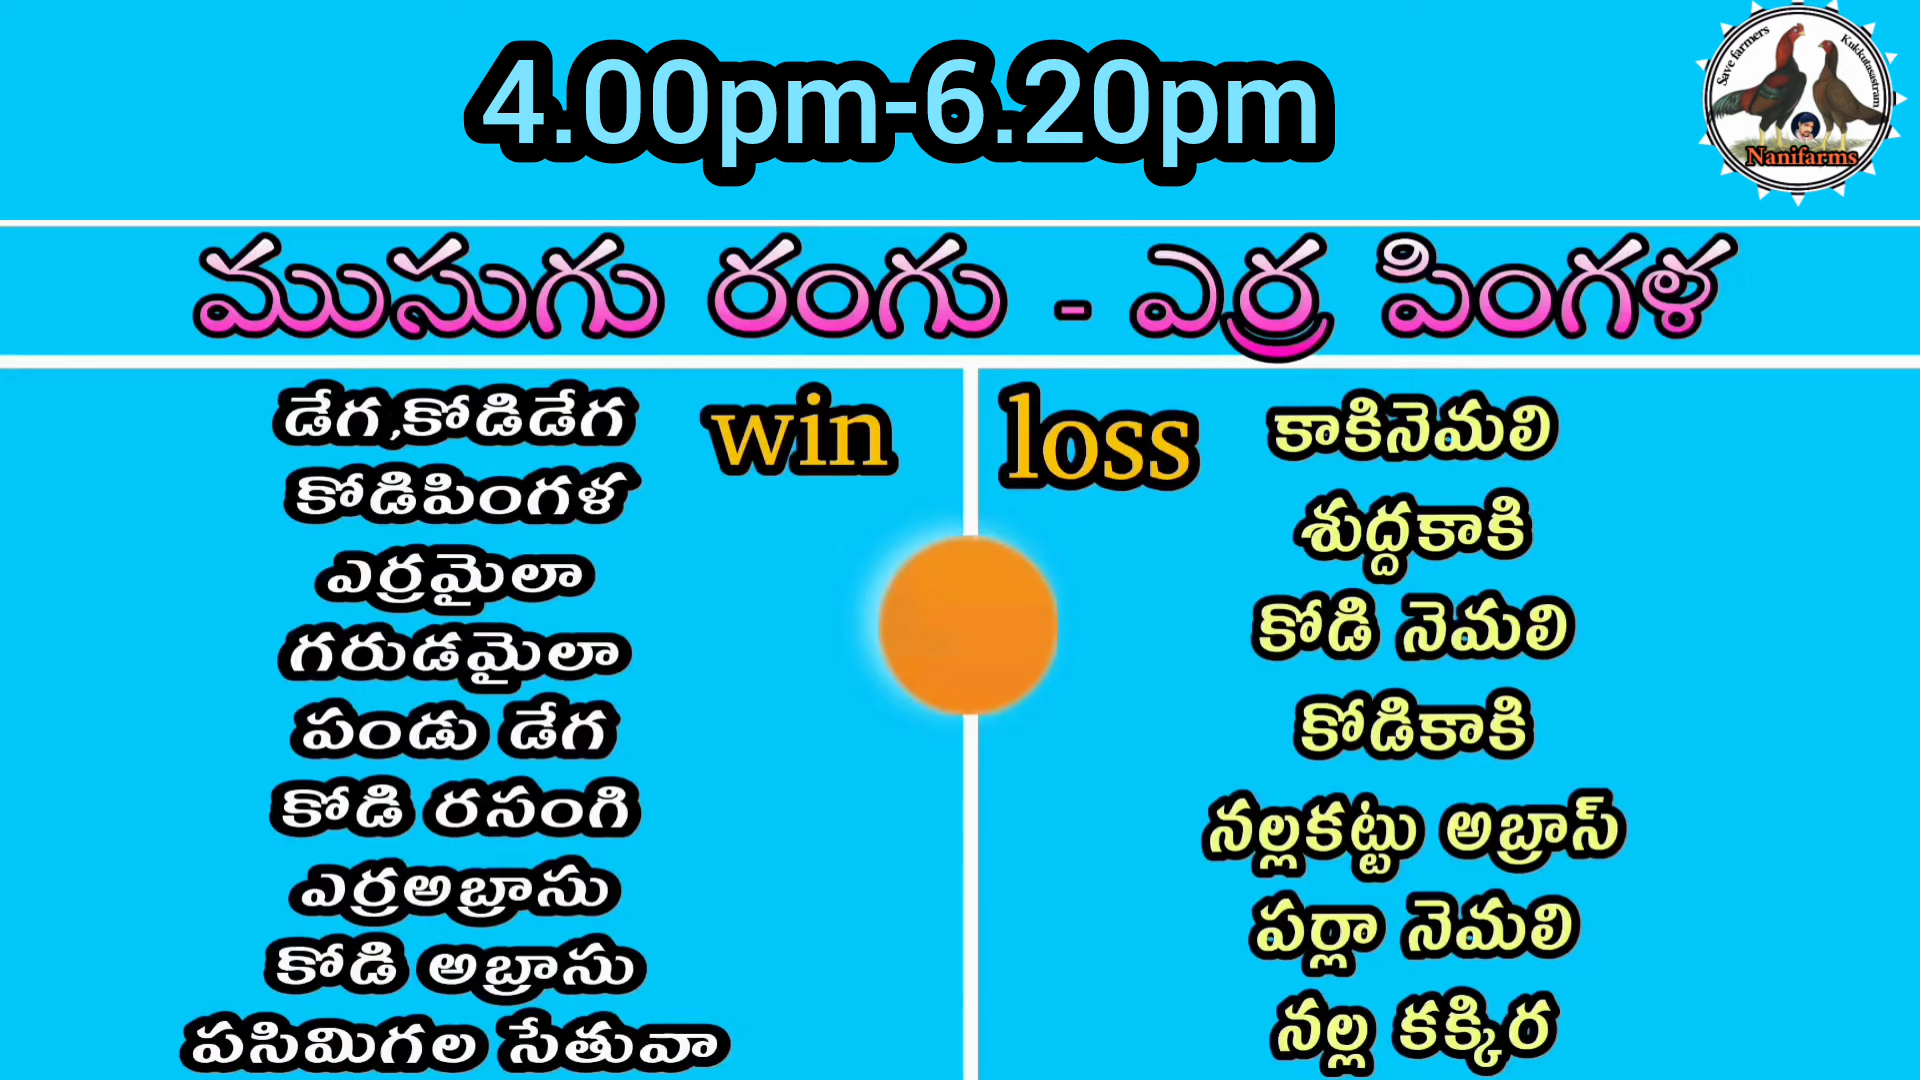 4.00pm-6.20pm
Save farmers
Kukkutasastram
Nanifarms
ముసుగు రంగు - ఎర్ర పింగళ
win
డేగ,కోడిడేగ
కోడిపింగళ
ఎర్రమైలా
గరుడమైలా
పండు డేగ
కోడి రసంగి
ఎర్రఅబ్రాసు
కోడి అబ్రాసు
పసిమిగల సేతువా
loss
కాకినెమలి
శుద్దకాకి
కోడి నెమలి
కోడికాకి
నల్లకట్టు అబ్రాస్
పర్లా నెమలి
నల్ల కక్కిర